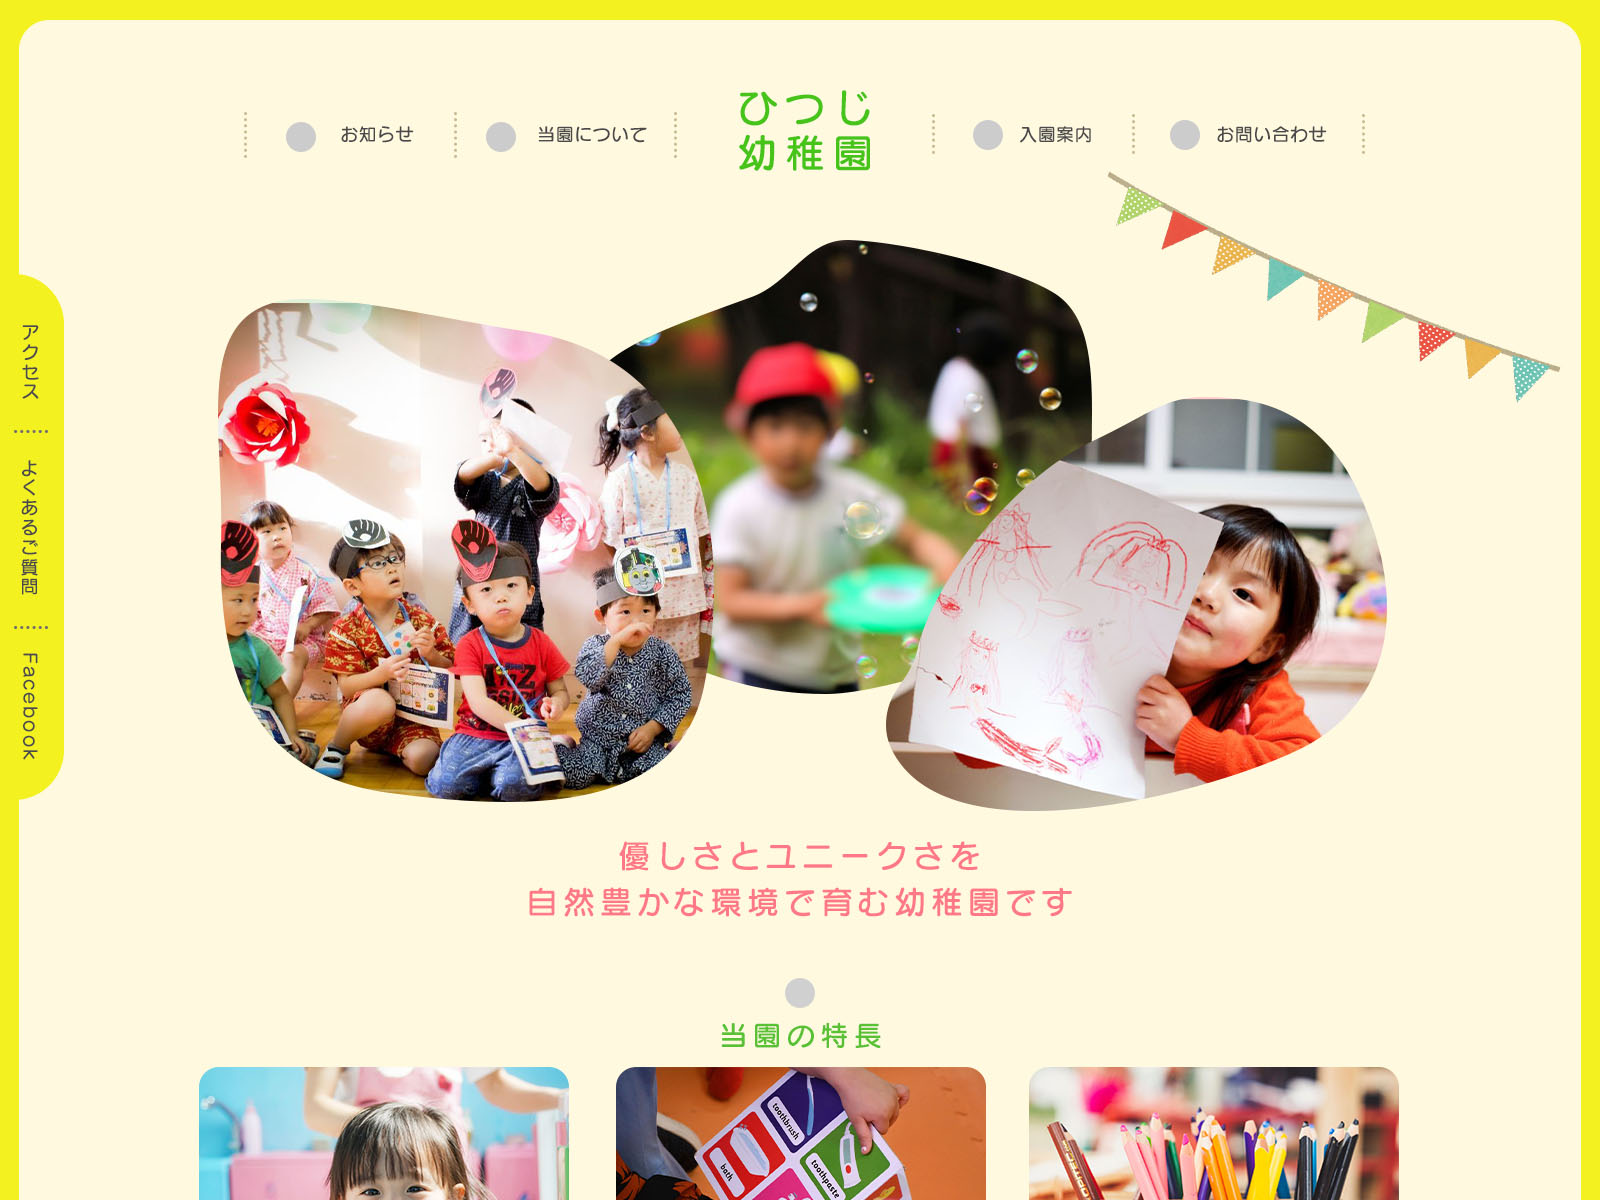 お知らせ
当園について
ひつじ
幼稚園
入園案内
お問い合わせ
アクセス
よくあるご質問
Facebook
優しさとユニークさを
自然豊かな環境で育む幼稚園です
当園の特長
toothbrush
bath
toothpaste